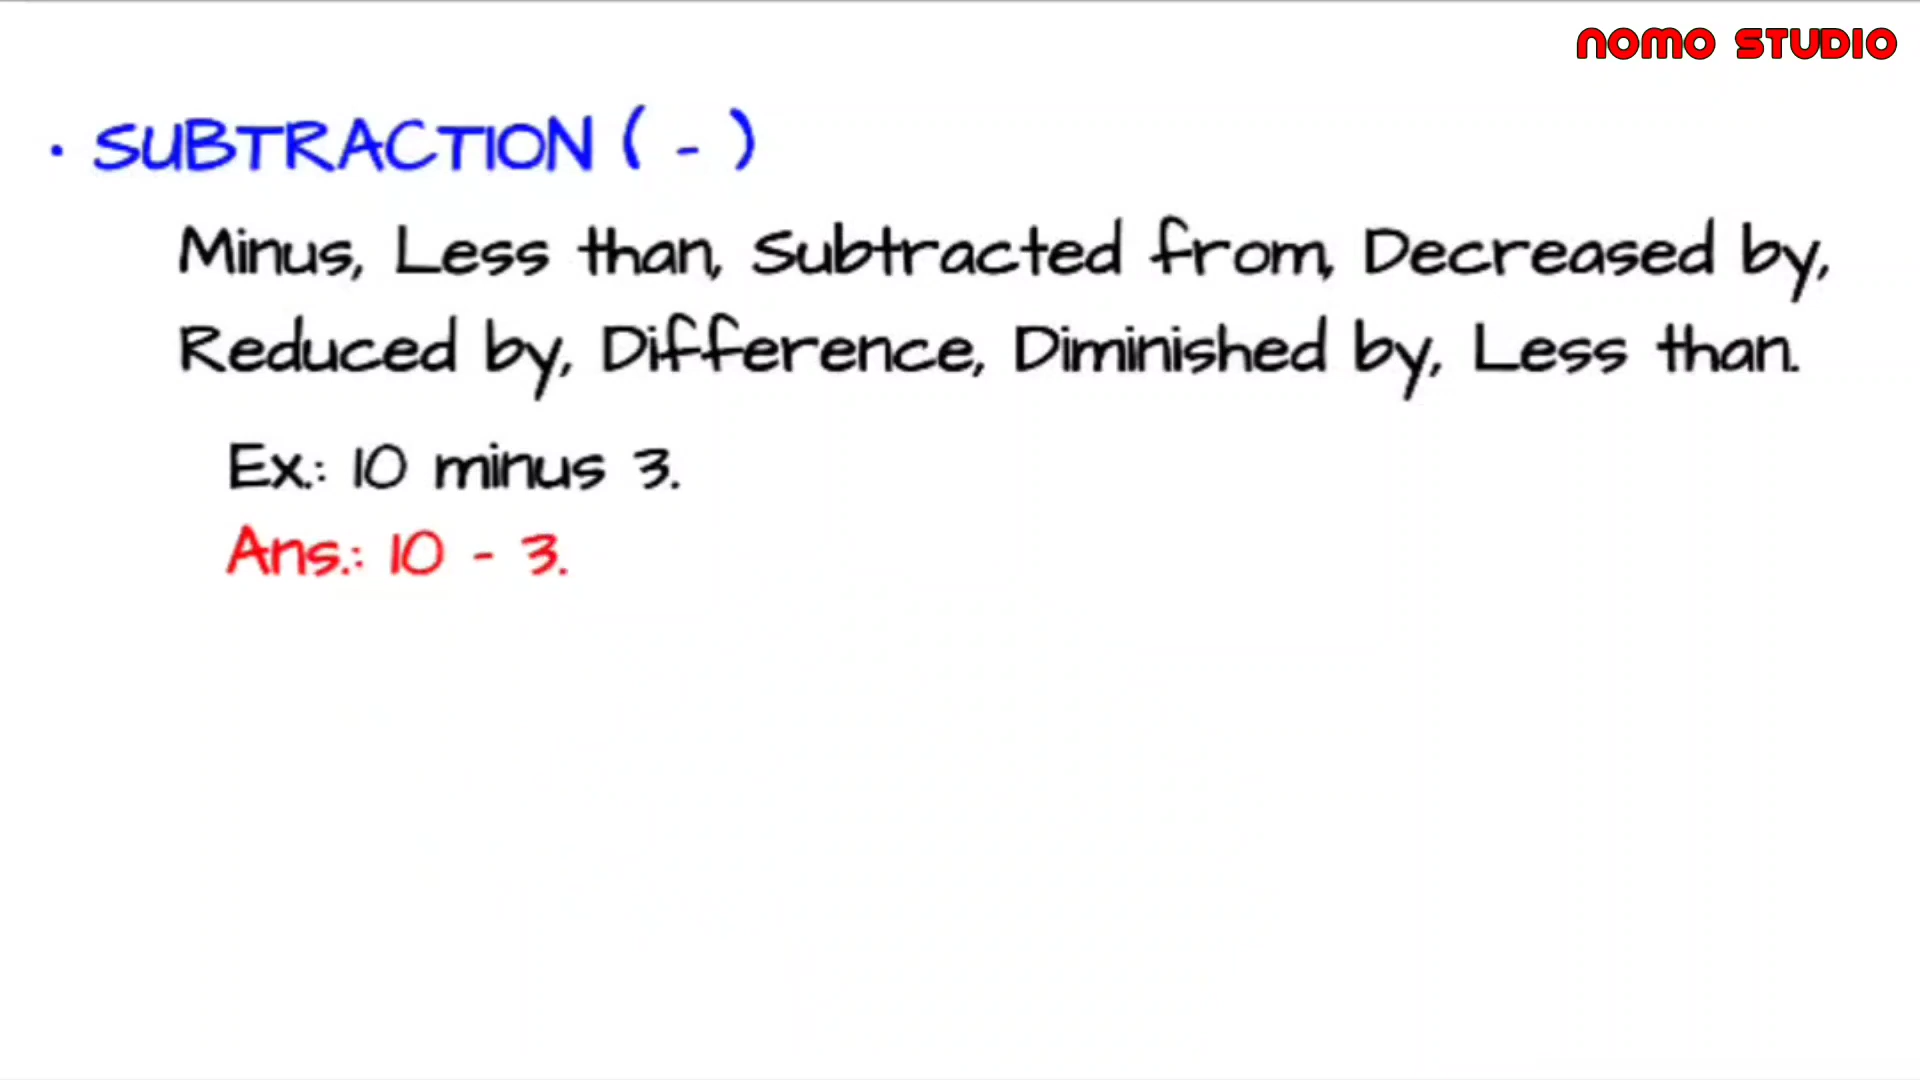 NOMO STUDIO
• SUBTRACTION ( - )
Minus, Less than, Subtracted from, Decreased by,
Reduced by, Difference, Diminished by, Less than.
Ex.: 10 minus 3.
Ans.: 10 - 3.